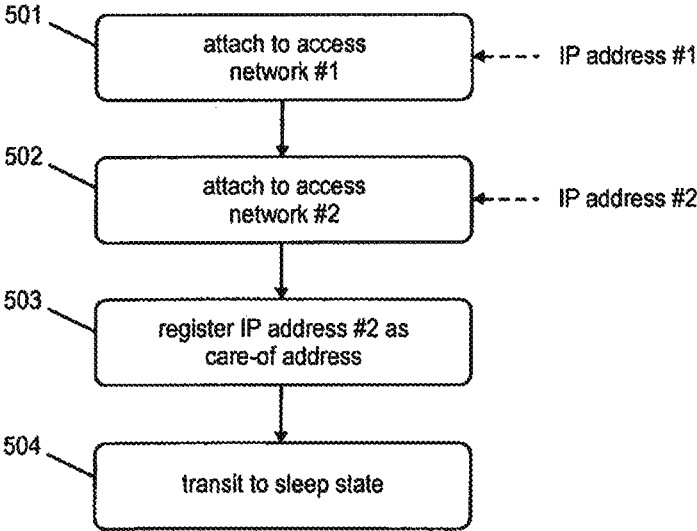 501
attach to access
network #1
IP address #1
502
attach to access
network #2
IP address #2
503
register IP address #2 as
care-of address
504
transit to sleep state